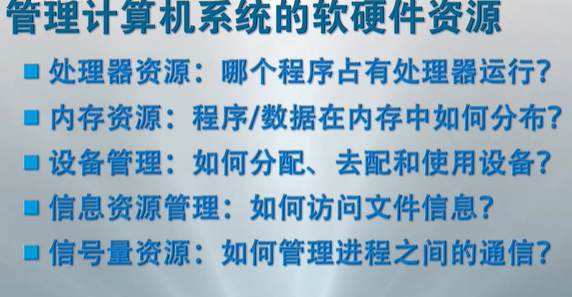 管理计算机系统的软硬件资源
处理器资源：哪个程序占有处理器运行？
内存资源：程序/数据在内存中如何分布？
设备管理：如何分配、去配和使用设备？
信息资源管理：如何访问文件信息？
信号量资源：如何管理进程之间的通信？